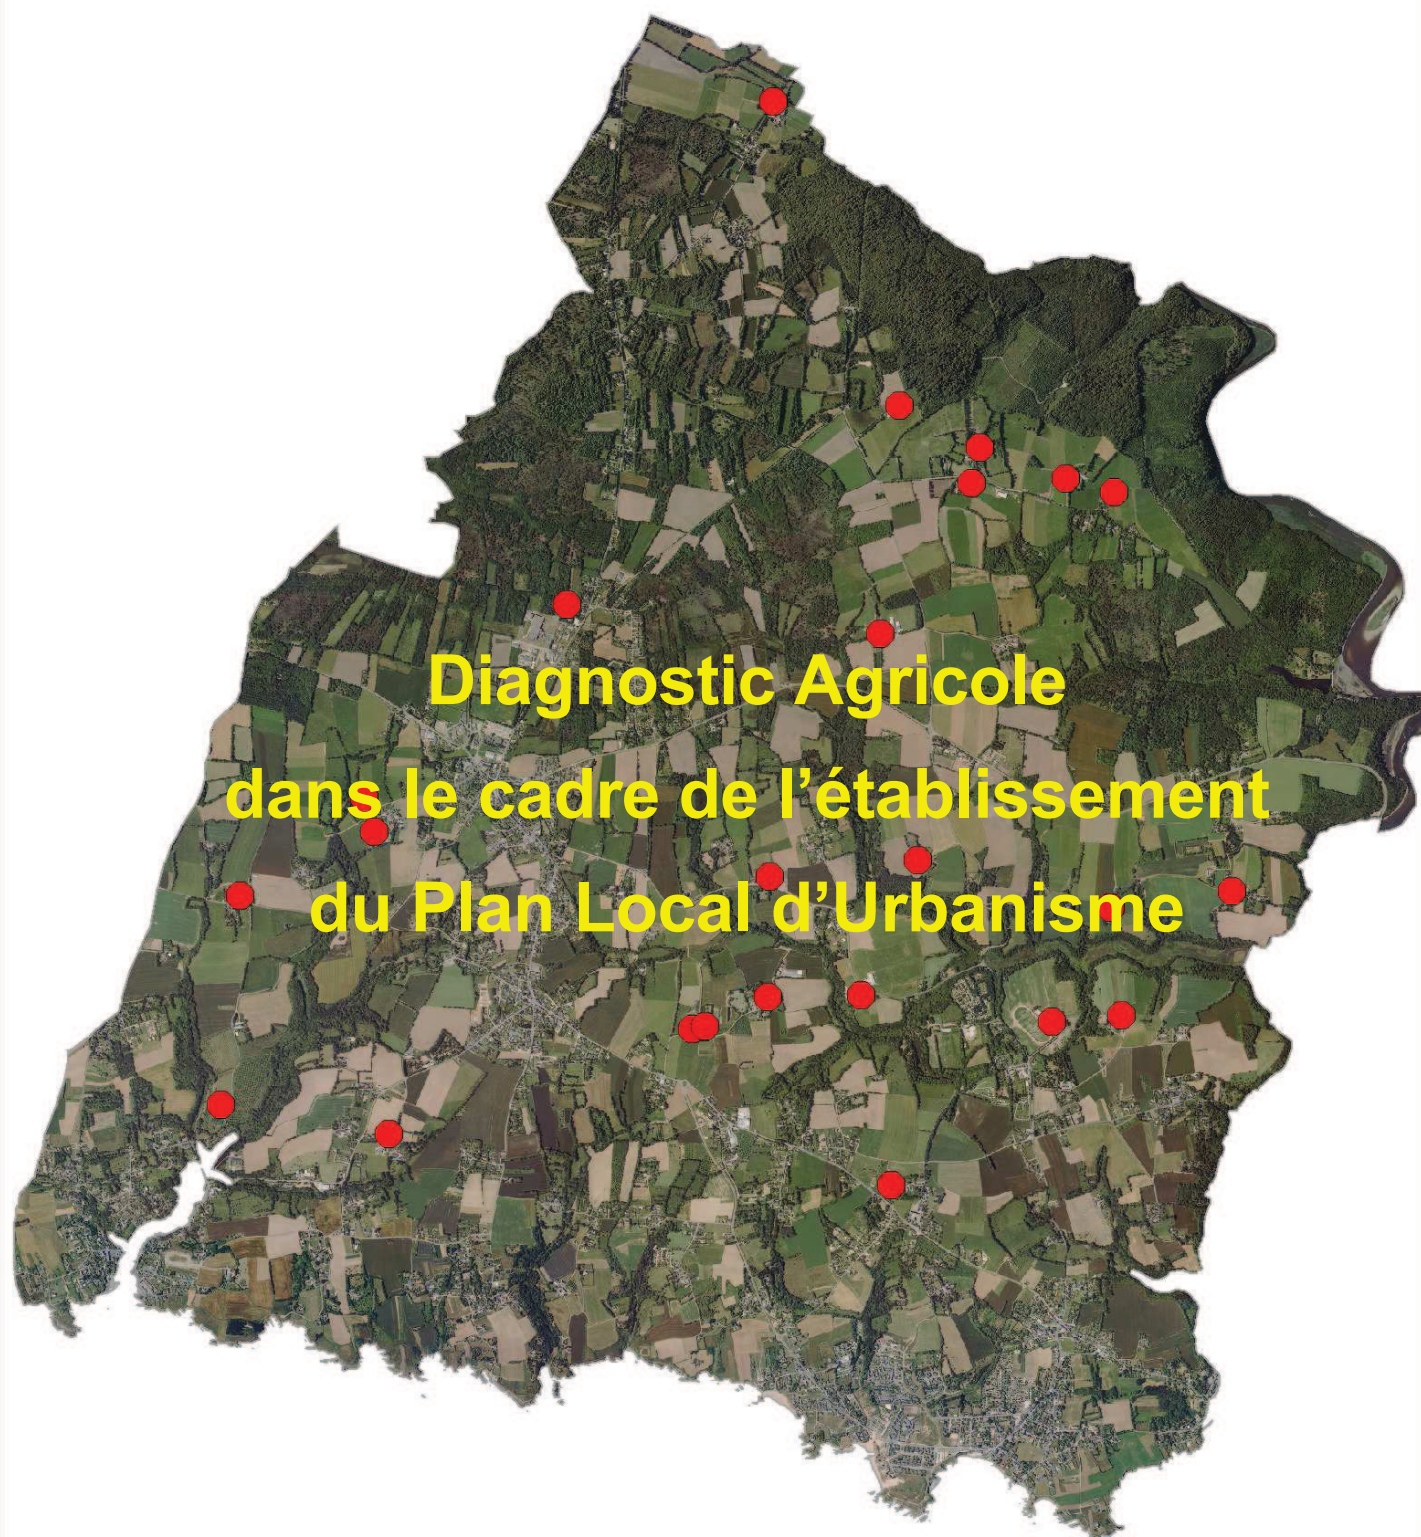 Diagnostic Agricole
dans le cadre de l’établissement
du Plan Local d’Urbanisme